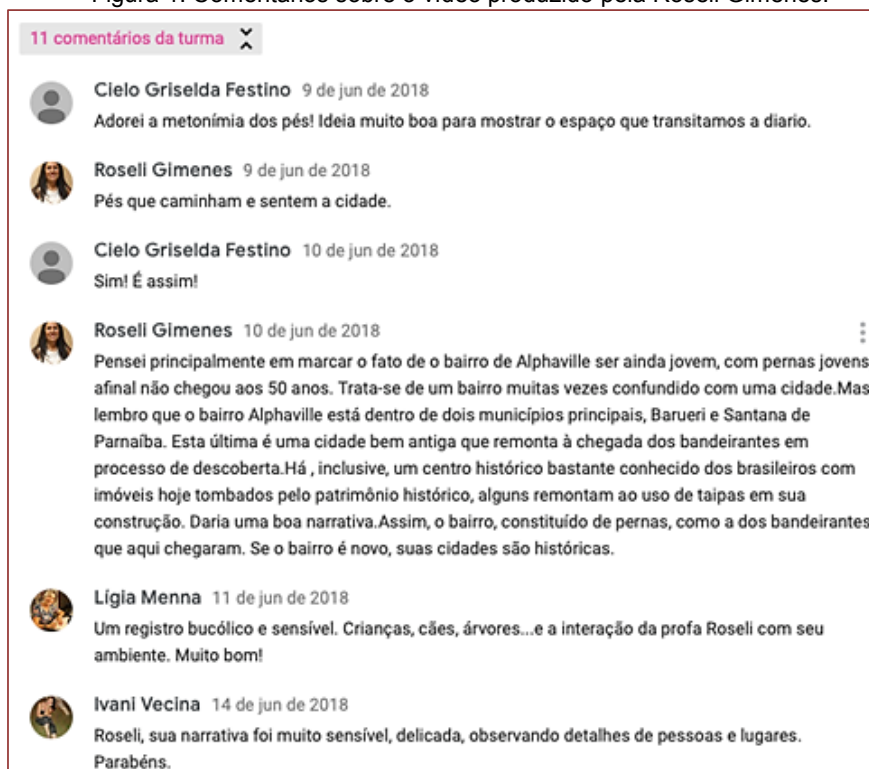 Figura 1. Comentários sobre o vídeo produzido pela Roseli Gimenes.
11 comentários da turma
Cielo Griselda Festino 9 de jun de 2018
Adorei a metonímia dos pés! Ideia muito boa para mostrar o espaço que transitamos a diario.
Roseli Gimenes 9 de jun de 2018
Pés que caminham e sentem a cidade.
Cielo Griselda Festino 10 de jun de 2018
Sim! É assim!
Roseli Gimenes 10 de jun de 2018
Pensei principalmente em marcar o fato de o bairro de Alphaville ser ainda jovem, com pernas jovens
afinal não chegou aos 50 anos. Trata-se de um bairro muitas vezes confundido com uma cidade.Mas
lembro que o bairro Alphaville está dentro de dois municípios principais, Barueri e Santana de
Parnaíba. Esta última é uma cidade bem antiga que remonta à chegada dos bandeirantes em
processo de descoberta.Há , inclusive, um centro histórico bastante conhecido dos brasileiros com
imóveis hoje tombados pelo patrimônio histórico, alguns remontam ao uso de taipas em sua
construção. Daria uma boa narrativa.Assim, o bairro, constituído de pernas, como a dos bandeirantes
que aqui chegaram. Se o bairro é novo, suas cidades são históricas.
Lígia Menna 11 de jun de 2018
Um registro bucólico e sensível. Crianças, cães, árvores...e a interação da profa Roseli com seu
ambiente. Muito bom!
Ivani Vecina 14 de jun de 2018
Roseli, sua narrativa foi muito sensível, delicada, observando detalhes de pessoas e lugares.
Parabéns.